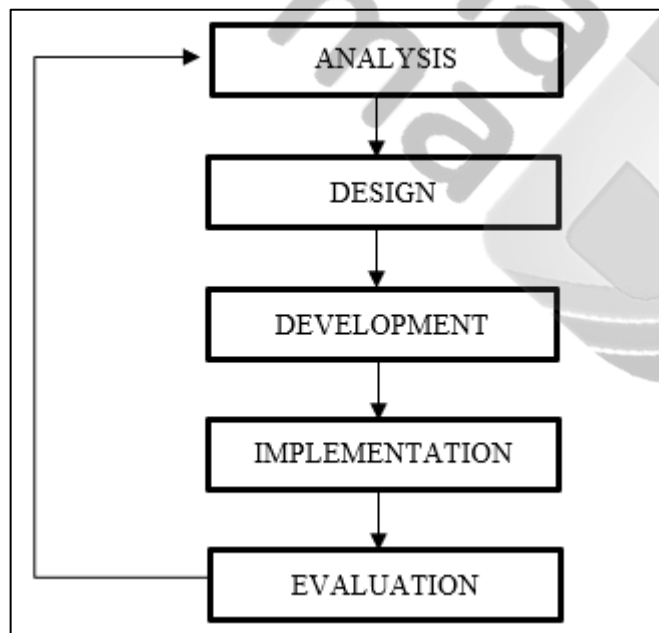 ANALYSIS
DESIGN
DEVELOPMENT
IMPLEMENTATION
EVALUATION